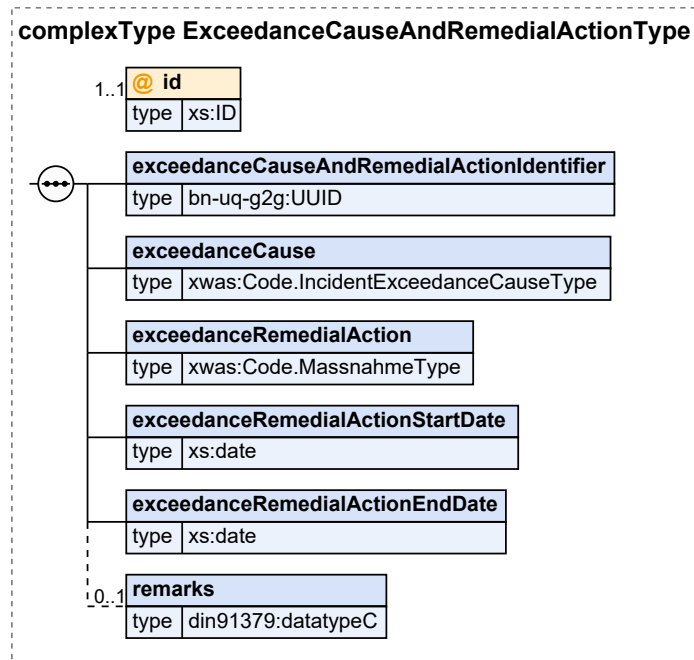 complexType ExceedanceCauseAndRemedialActionType
1..1 @ id
type xs:ID
exceedanceCauseAndRemedialActionIdentifier
type bn-uq-g2g:UUID
exceedanceCause
type xwas:Code.IncidentExceedanceCauseType
exceedanceRemedialAction
type xwas:Code.MassnahmeType
exceedanceRemedialActionStartDate
type xs:date
exceedanceRemedialActionEndDate
type xs:date
0..1 remarks
type din91379:datatypeC